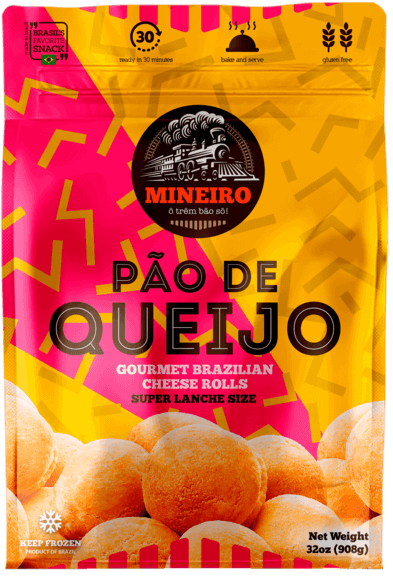 BRASIL'S
FAVORITE
SNACK
30
ready in 30 minutes
bake and serve
gluten free
MINEIRO
ô trêm bão sô!
PÃO DE
QUEIJO
GOURMET BRAZILIAN
CHEESE ROLLS
SUPER LANCHE SIZE
KEEP FROZEN
PRODUCT OF BRAZIL
Net Weight
32oz (908g)